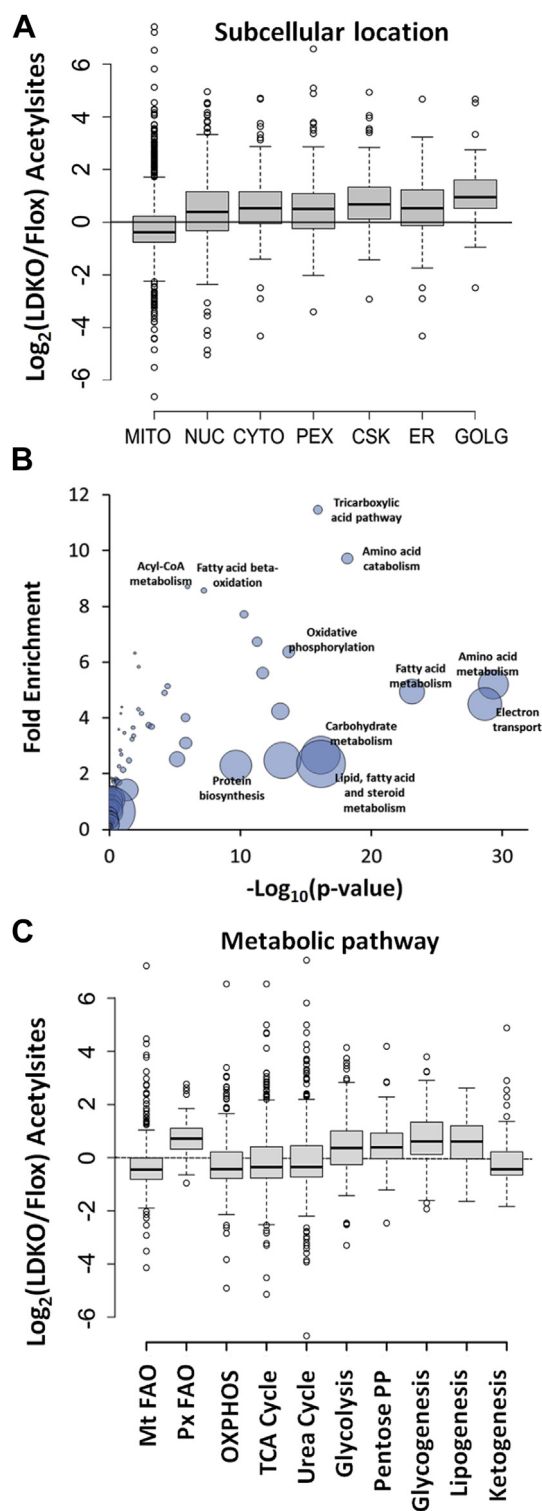 A
Subcellular location
Log2(LDKO/Flox) Acetylsites
6
4
2
0
-2
-4
-6
MITO NUC CYTO PEX CSK ER GOLG
B
Fold Enrichment
12
10
8
6
4
2
0
Tricarboxylic
acid pathway
Amino acid
catabolism
Acyl-CoA
metabolism
Fatty acid beta-
oxidation
Oxidative
phosphorylation
Fatty acid
metabolism
Amino acid
metabolism
Electron
transport
Carbohydrate
metabolism
Protein
biosynthesis
Lipid, fatty acid
and steroid
metabolism
0 10 20 30
-Log10(p-value)
C
Metabolic pathway
Log2(LDKO/Flox) Acetylsites
6
4
2
0
-2
-4
-6
Mt FAO
Px FAO
OXPHOS
TCA Cycle
Urea Cycle
Glycolysis
Pentose PP
Glycogenesis
Lipogenesis
Ketogenesis